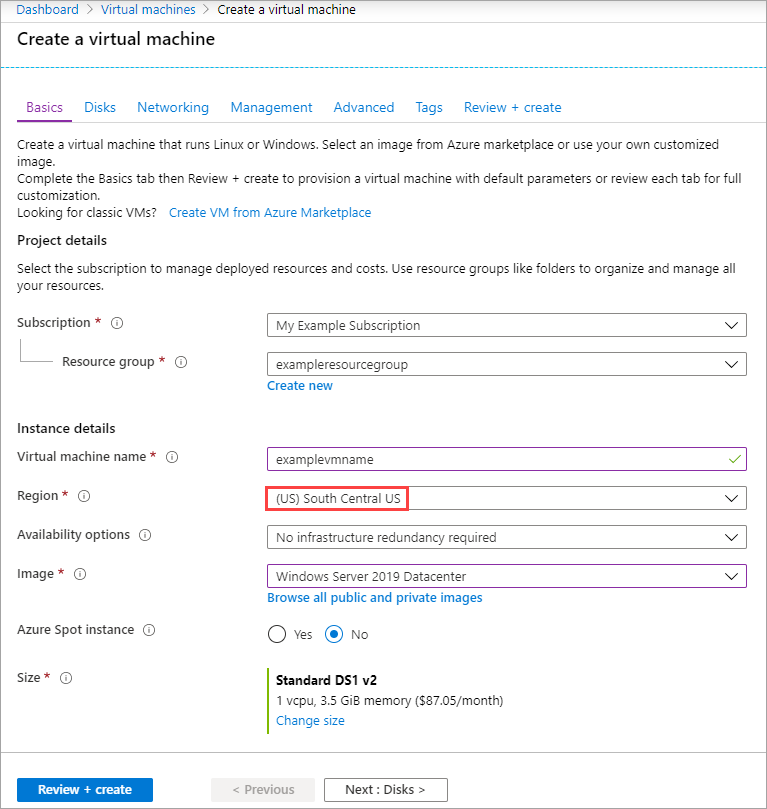 Dashboard > Virtual machines > Create a virtual machine
Create a virtual machine
Basics Disks Networking Management Advanced Tags Review + create
Create a virtual machine that runs Linux or Windows. Select an image from Azure marketplace or use your own customized
image.
Complete the Basics tab then Review + create to provision a virtual machine with default parameters or review each tab for full
customization.
Looking for classic VMs? Create VM from Azure Marketplace
Project details
Select the subscription to manage deployed resources and costs. Use resource groups like folders to organize and manage all
your resources.
Subscription * My Example Subscription
Resource group * exampleresourcegroup
Create new
Instance details
Virtual machine name * examplevmname
Region * (US) South Central US
Availability options No infrastructure redundancy required
Image * Windows Server 2019 Datacenter
Browse all public and private images
Azure Spot instance Yes No
Size * Standard DS1 v2
1 vcpu, 3.5 GiB memory ($87.05/month)
Change size
Review + create < Previous Next : Disks >